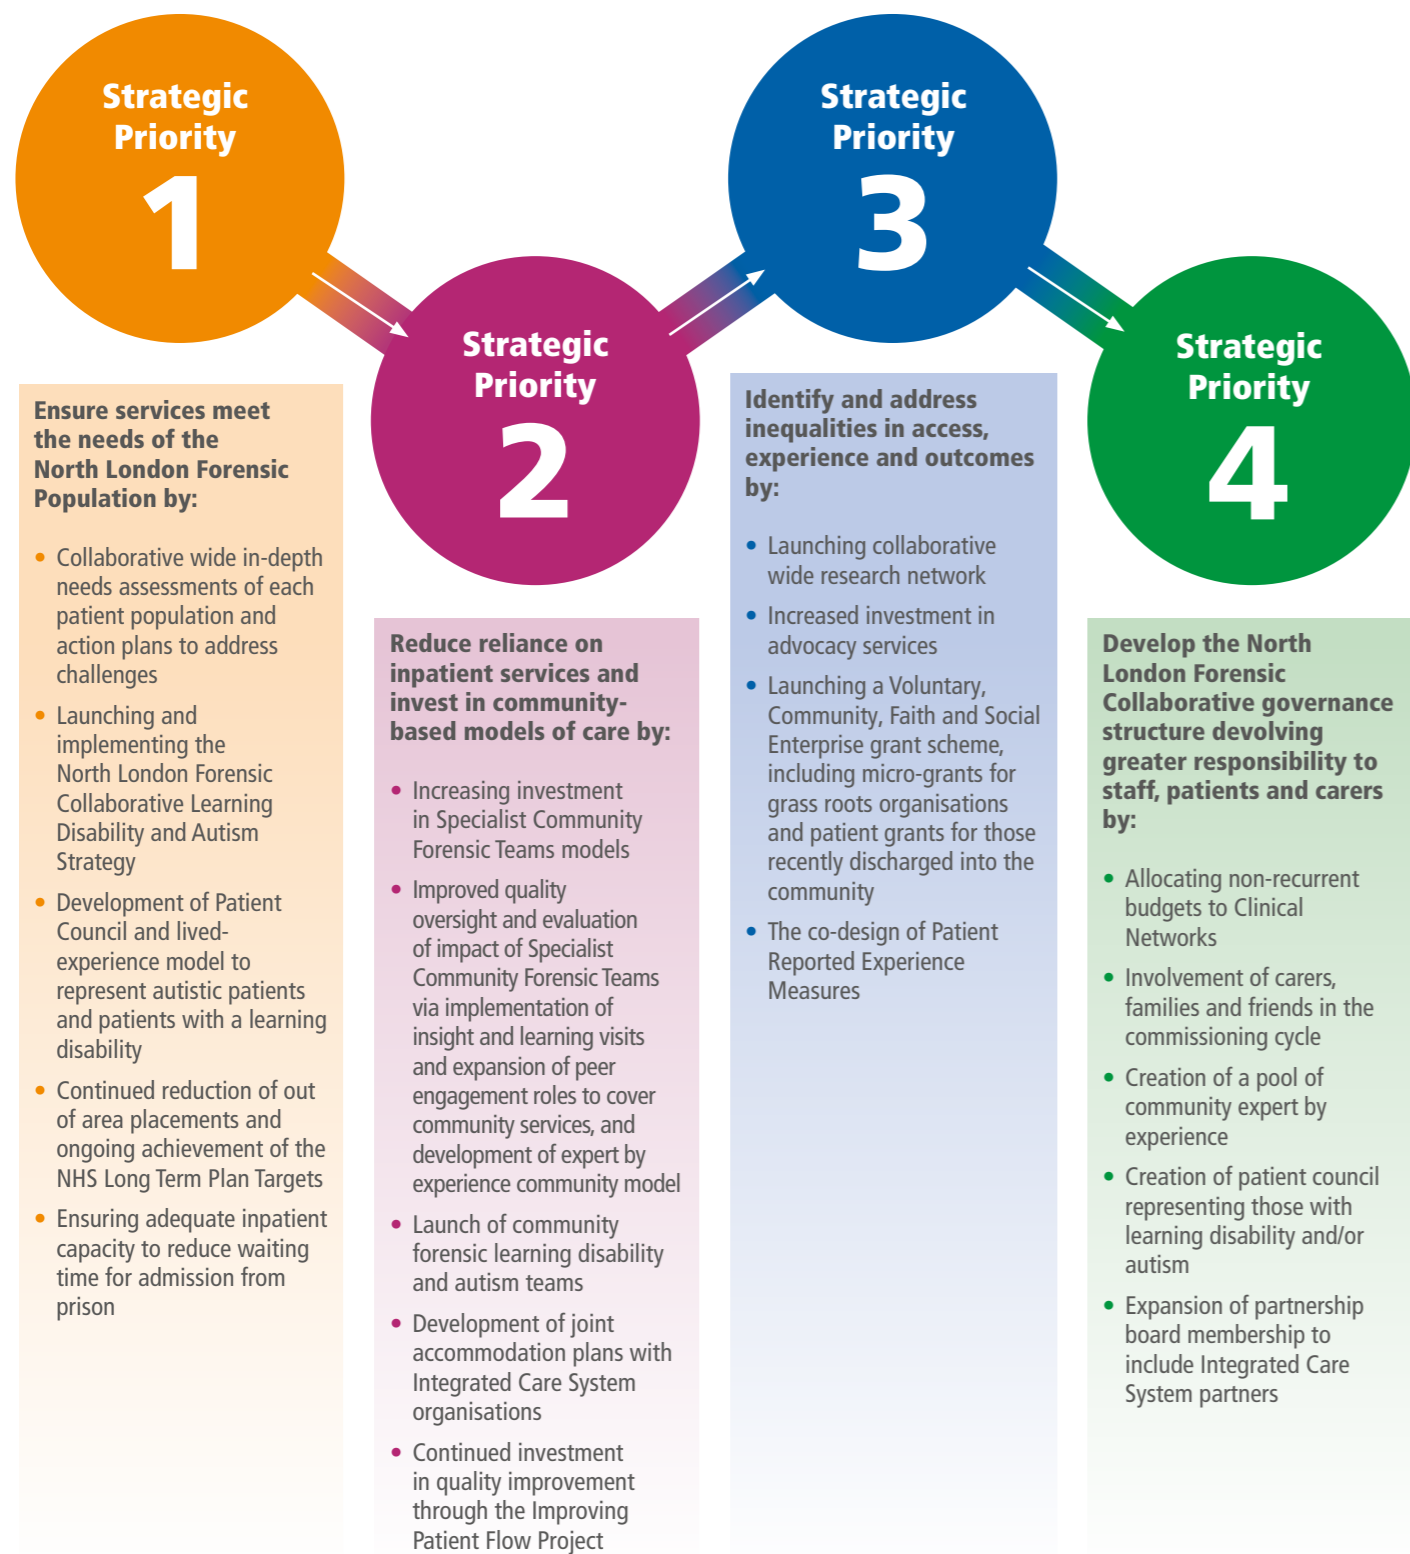 Strategic
Priority
1
Ensure services meet
the needs of the
North London Forensic
Population by:
• Collaborative wide in-depth
needs assessments of each
patient population and
action plans to address
challenges
• Launching and
implementing the
North London Forensic
Collaborative Learning
Disability and Autism
Strategy
• Development of Patient
Council and lived-
experience model to
represent autistic patients
and patients with a learning
disability
• Continued reduction of out
of area placements and
ongoing achievement of the
NHS Long Term Plan Targets
• Ensuring adequate inpatient
capacity to reduce waiting
time for admission from
prison
Strategic
Priority
2
Reduce reliance on
inpatient services and
invest in community-
based models of care by:
• Increasing investment
in Specialist Community
Forensic Teams models
• Improved quality
oversight and evaluation
of impact of Specialist
Community Forensic Teams
via implementation of
insight and learning visits
and expansion of peer
engagement roles to cover
community services, and
development of expert by
experience community model
• Launch of community
forensic learning disability
and autism teams
• Development of joint
accommodation plans with
Integrated Care System
organisations
• Continued investment
in quality improvement
through the Improving
Patient Flow Project
Strategic
Priority
3
Identify and address
inequalities in access,
experience and outcomes
by:
• Launching collaborative
wide research network
• Increased investment in
advocacy services
• Launching a Voluntary,
Community, Faith and Social
Enterprise grant scheme,
including micro-grants for
grass roots organisations
and patient grants for those
recently discharged into the
community
• The co-design of Patient
Reported Experience
Measures
Strategic
Priority
4
Develop the North
London Forensic
Collaborative governance
structure devolving
greater responsibility to
staff, patients and carers
by:
• Allocating non-recurrent
budgets to Clinical
Networks
• Involvement of carers,
families and friends in the
commissioning cycle
• Creation of a pool of
community expert by
experience
• Creation of patient council
representing those with
learning disability and/or
autism
• Expansion of partnership
board membership to
include Integrated Care
System partners